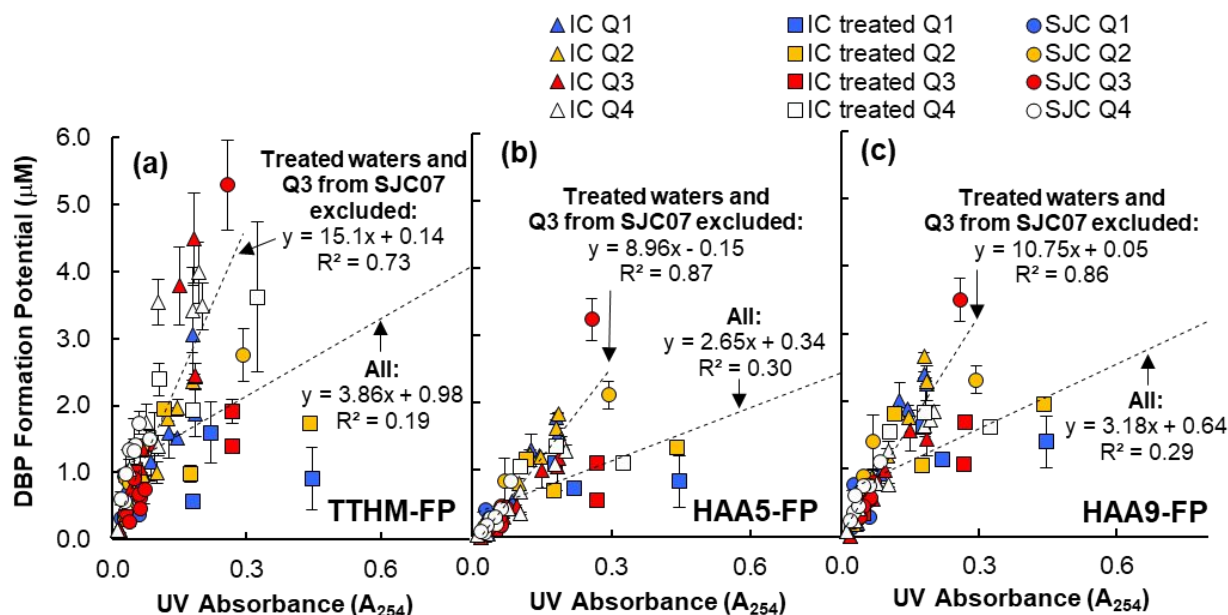 IC Q1 IC treated Q1 SJC Q1
IC Q2 IC treated Q2 SJC Q2
IC Q3 IC treated Q3 SJC Q3
IC Q4 IC treated Q4 SJC Q4
DBP Formation Potential (μM)
6.0
5.0
4.0
3.0
2.0
1.0
0.0
(a)
Treated waters and
Q3 from SJC07
excluded:
y = 15.1x + 0.14
R² = 0.73
All:
y = 3.86x + 0.98
R² = 0.19
TTHM-FP
0.0 0.3 0.6
UV Absorbance (A₂₅₄)
(b)
Treated waters and
Q3 from SJC07 excluded:
y = 8.96x - 0.15
R² = 0.87
All:
y = 2.65x + 0.34
R² = 0.30
HAA5-FP
0.0 0.3 0.6
UV Absorbance (A₂₅₄)
(c)
Treated waters and
Q3 from SJC07 excluded:
y = 10.75x + 0.05
R² = 0.86
All:
y = 3.18x + 0.64
R² = 0.29
HAA9-FP
0.0 0.3 0.6
UV Absorbance (A₂₅₄)